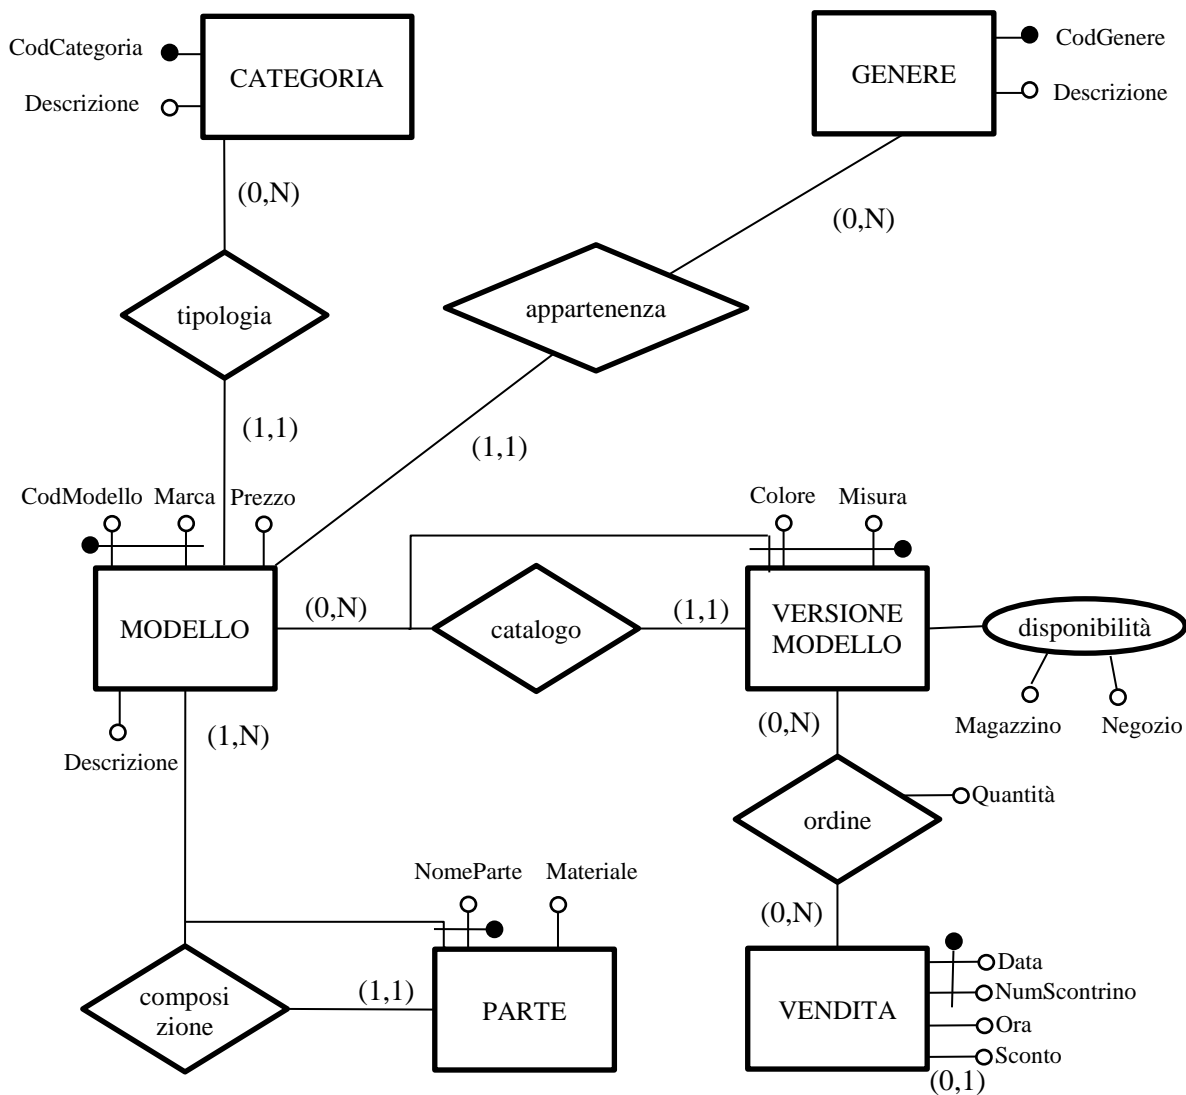 CodCategoria
CATEGORIA
Descrizione
CodGenere
GENERE
Descrizione
(0,N)
(0,N)
tipologia
appartenenza
(1,1)
(1,1)
CodModello
Marca
Prezzo
Colore
Misura
MODELLO
(0,N)
catalogo
(1,1)
VERSIONE
MODELLO
disponibilità
Magazzino
Negozio
Descrizione
(1,N)
(0,N)
ordine
Quantità
NomeParte
Materiale
(0,N)
composi
zione
(1,1)
PARTE
VENDITA
Data
NumScontrino
Ora
Sconto
(0,1)